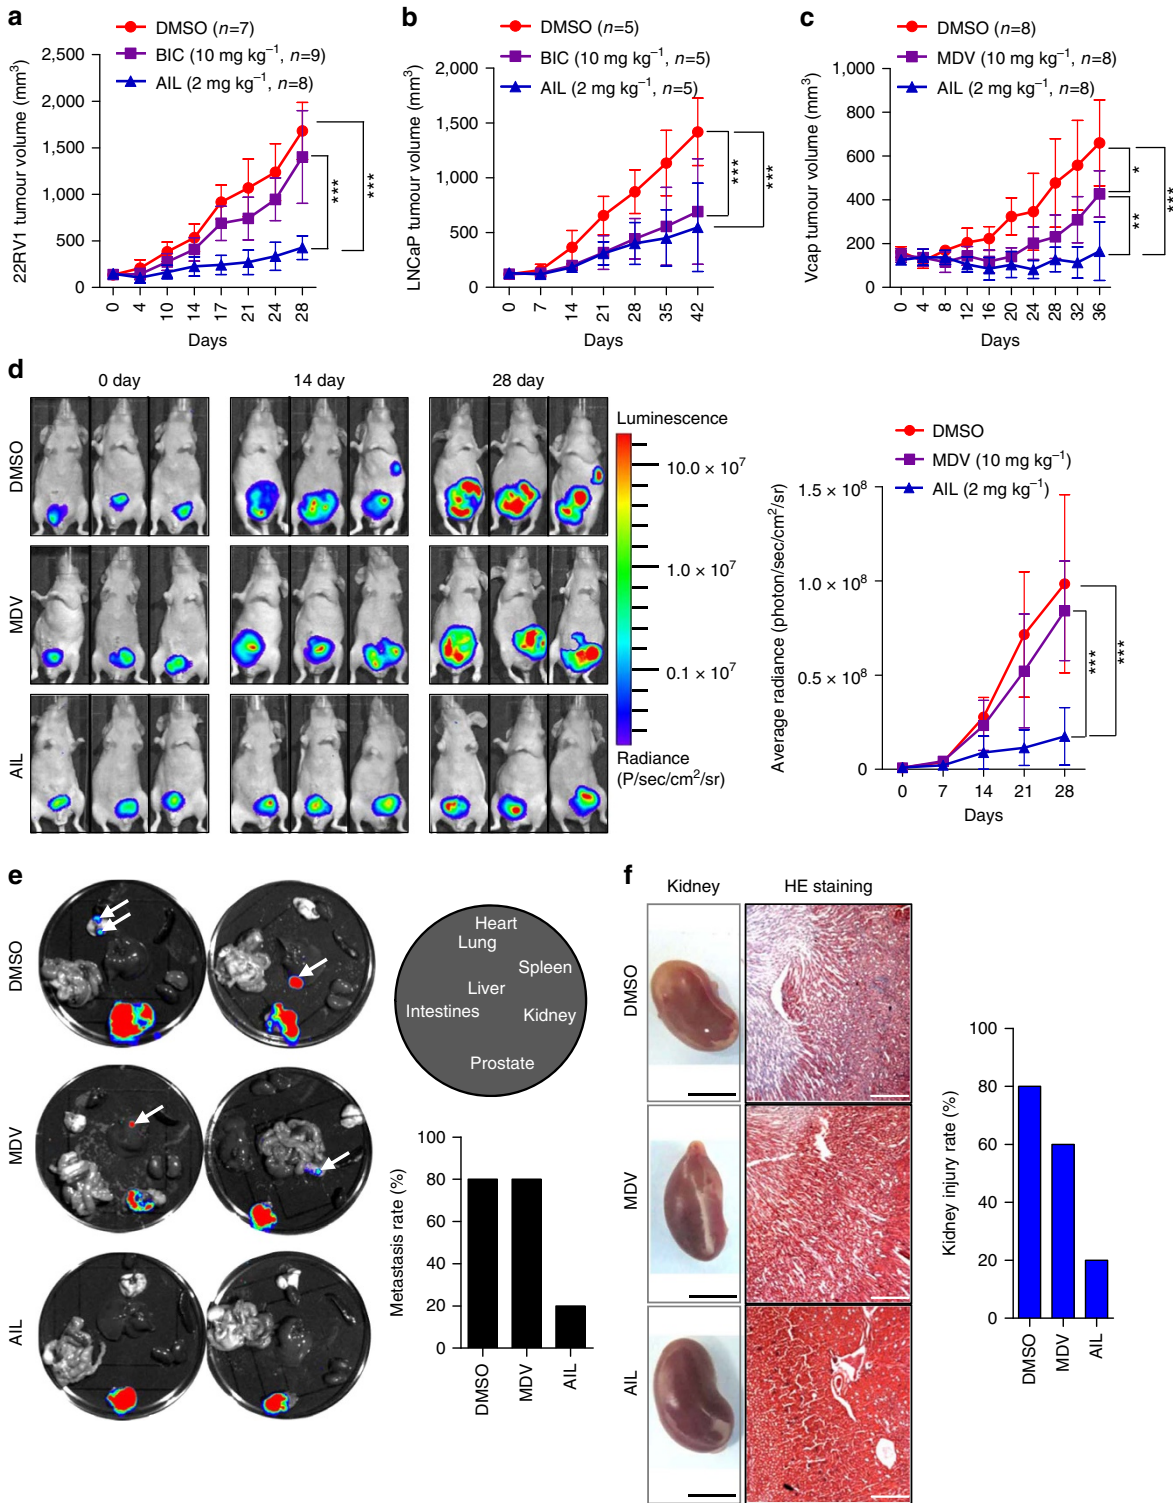 a
DMSO (n=7)
BIC (10 mg kg⁻¹, n=9)
AIL (2 mg kg⁻¹, n=8)
22RV1 tumour volume (mm³)
2,500
2,000
1,500
1,000
500
0
0 4 10 14 17 21 24 28
Days
***
***
b
DMSO (n=5)
BIC (10 mg kg⁻¹, n=5)
AIL (2 mg kg⁻¹, n=5)
LNCaP tumour volume (mm³)
2,000
1,500
1,000
500
0
0 7 14 21 28 35 42
Days
***
***
c
DMSO (n=8)
MDV (10 mg kg⁻¹, n=8)
AIL (2 mg kg⁻¹, n=8)
Vcap tumour volume (mm³)
1,000
800
600
400
200
0
0 4 8 12 16 20 24 28 32 36
Days
*
**
***
d
0 day 14 day 28 day
DMSO
MDV
AIL
Luminescence
10.0 × 10⁷
1.0 × 10⁷
0.1 × 10⁷
Radiance
(P/sec/cm²/sr)
DMSO
MDV (10 mg kg⁻¹)
AIL (2 mg kg⁻¹)
Average radiance (photon/sec/cm²/sr)
1.5 × 10⁸
1.0 × 10⁸
0.5 × 10⁸
0
0 7 14 21 28
Days
***
***
e
DMSO
MDV
AIL
Heart
Lung
Spleen
Liver
Intestines
Kidney
Prostate
Metastasis rate (%)
100
80
60
40
20
0
DMSO MDV AIL
f
Kidney HE staining
DMSO
MDV
AIL
Kidney injury rate (%)
100
80
60
40
20
0
DMSO MDV AIL